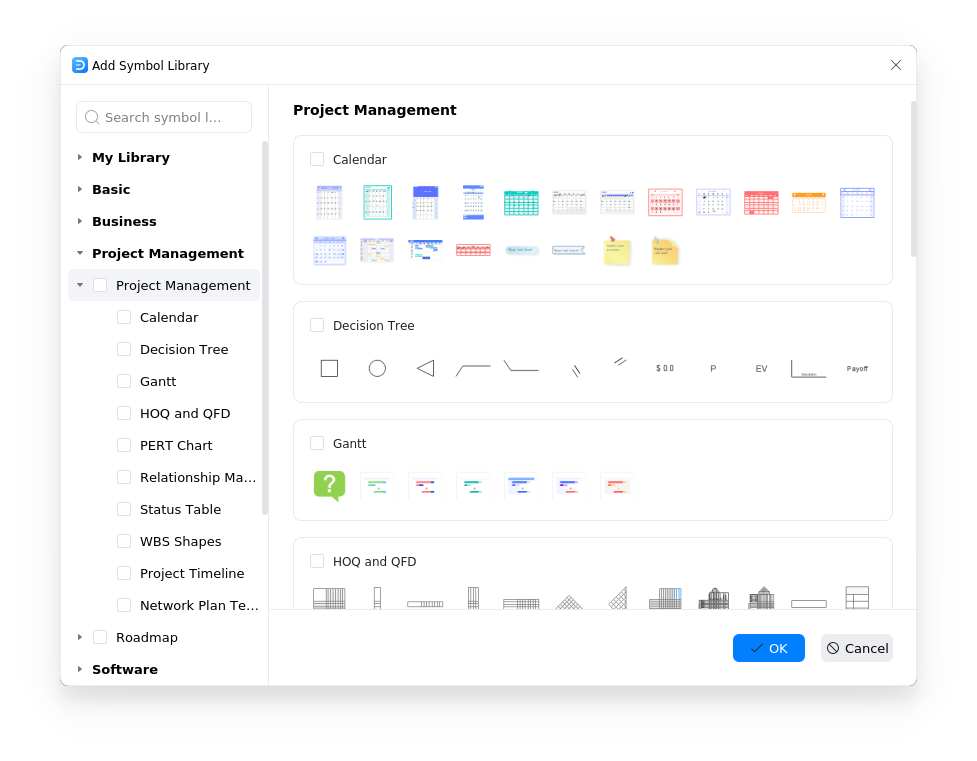 Add Symbol Library
Search symbol l...
My Library
Basic
Business
Project Management
Project Management
Calendar
Decision Tree
Gantt
HOQ and QFD
PERT Chart
Relationship Ma...
Status Table
WBS Shapes
Project Timeline
Network Plan Te...
Roadmap
Software
Project Management
Calendar
Decision Tree
$ 0.0
P
EV
Payoff
Gantt
?
HOQ and QFD
OK
Cancel